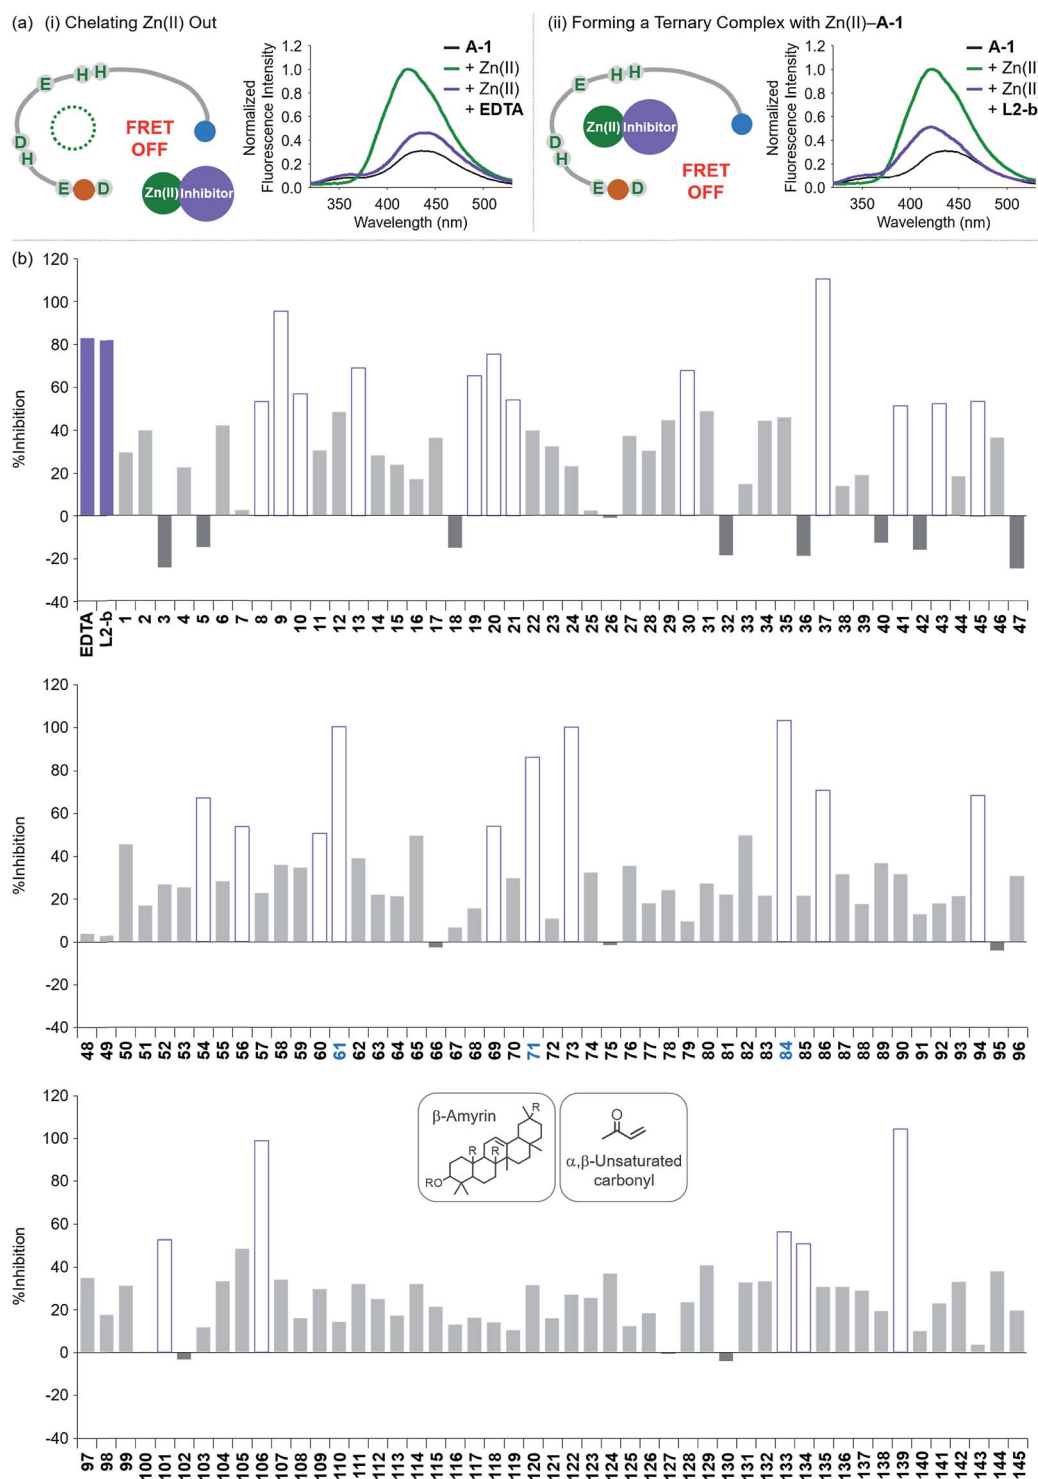 (a) (i) Chelating Zn(II) Out
E H H
D
H
E D
FRET
OFF
Zn(II) Inhibitor
Normalized
Fluorescence Intensity
1.2
1.0
0.8
0.6
0.4
0.2
0.0
350 400 450 500
Wavelength (nm)
A-1
+ Zn(II)
+ Zn(II)
+ EDTA
(ii) Forming a Ternary Complex with Zn(II)–A-1
E H H
D
H
E D
Zn(II) Inhibitor
FRET
OFF
Normalized
Fluorescence Intensity
1.2
1.0
0.8
0.6
0.4
0.2
0.0
350 400 450 500
Wavelength (nm)
A-1
+ Zn(II)
+ Zn(II)
+ L2-b
(b)
%Inhibition
120
100
80
60
40
20
0
-20
-40
EDTA L2-b 1 2 3 4 5 6 7 8 9 10 11 12 13 14 15 16 17 18 19 20 21 22 23 24 25 26 27 28 29 30 31 32 33 34 35 36 37 38 39 40 41 42 43 44 45 46 47
%Inhibition
120
100
80
60
40
20
0
-20
-40
48 49 50 51 52 53 54 55 56 57 58 59 60 61 62 63 64 65 66 67 68 69 70 71 72 73 74 75 76 77 78 79 80 81 82 83 84 85 86 87 88 89 90 91 92 93 94 95 96
%Inhibition
120
100
80
60
40
20
0
-20
-40
β-Amyrin
R
R R
RO
O
α,β-Unsaturated
carbonyl
97 98 99 100 101 102 103 104 105 106 107 108 109 110 111 112 113 114 115 116 117 118 119 120 121 122 123 124 125 126 127 128 129 130 131 132 133 134 135 136 137 138 139 140 141 142 143 144 145